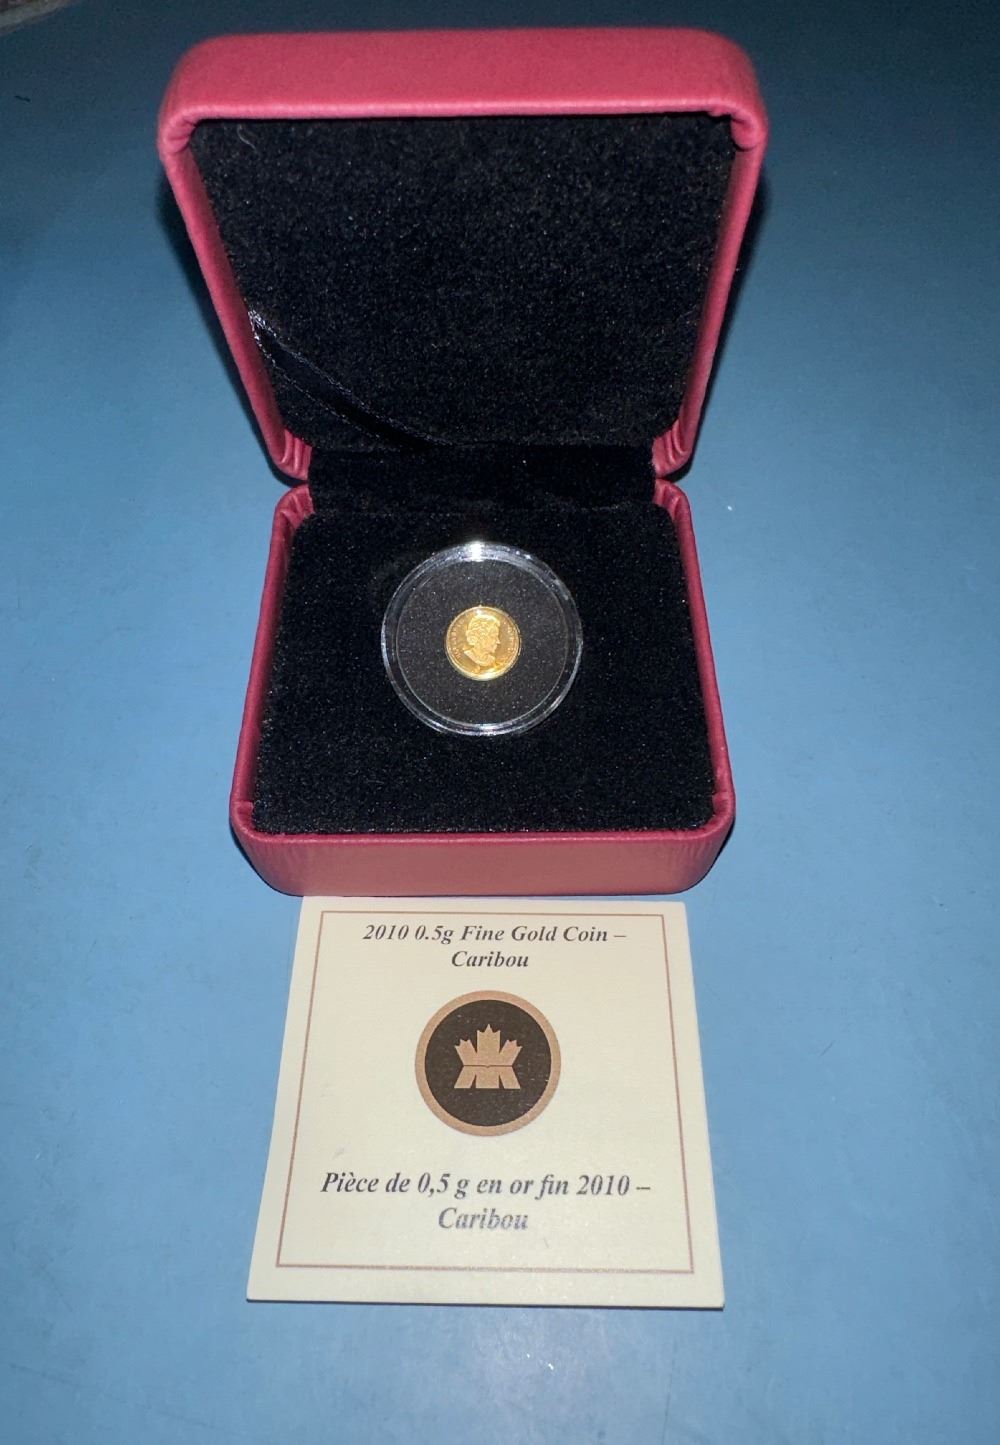 2010 0.5g Fine Gold Coin –
Caribou
Pièce de 0,5 g en or fin 2010 –
Caribou